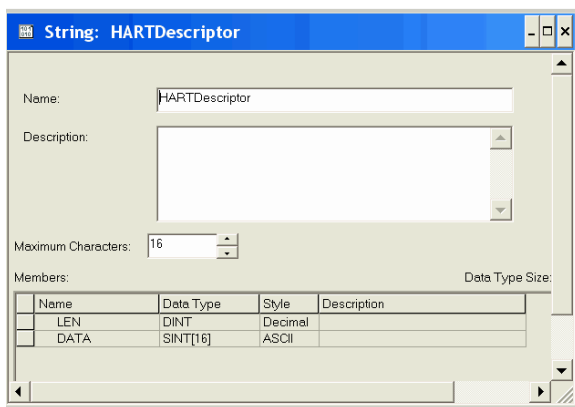 String: HARTDescriptor
Name: HARTDescriptor
Description:
Maximum Characters: 16
Members: Data Type Size:
Name Data Type Style Description
LEN DINT Decimal
DATA SINT[16] ASCII